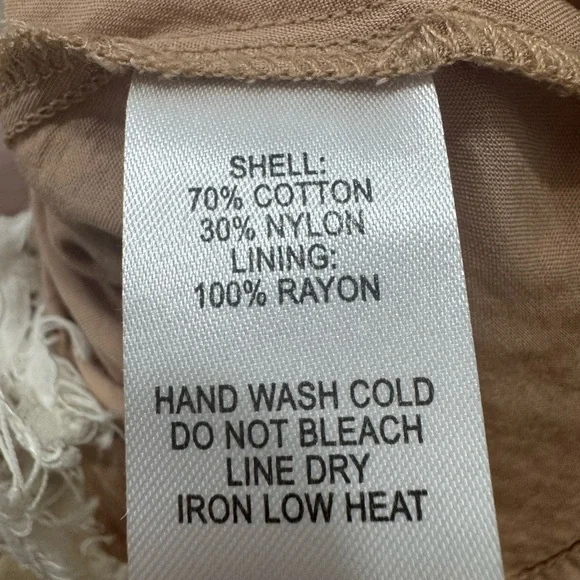 SHELL:
70% COTTON
30% NYLON
LINING:
100% RAYON
HAND WASH COLD
DO NOT BLEACH
LINE DRY
IRON LOW HEAT